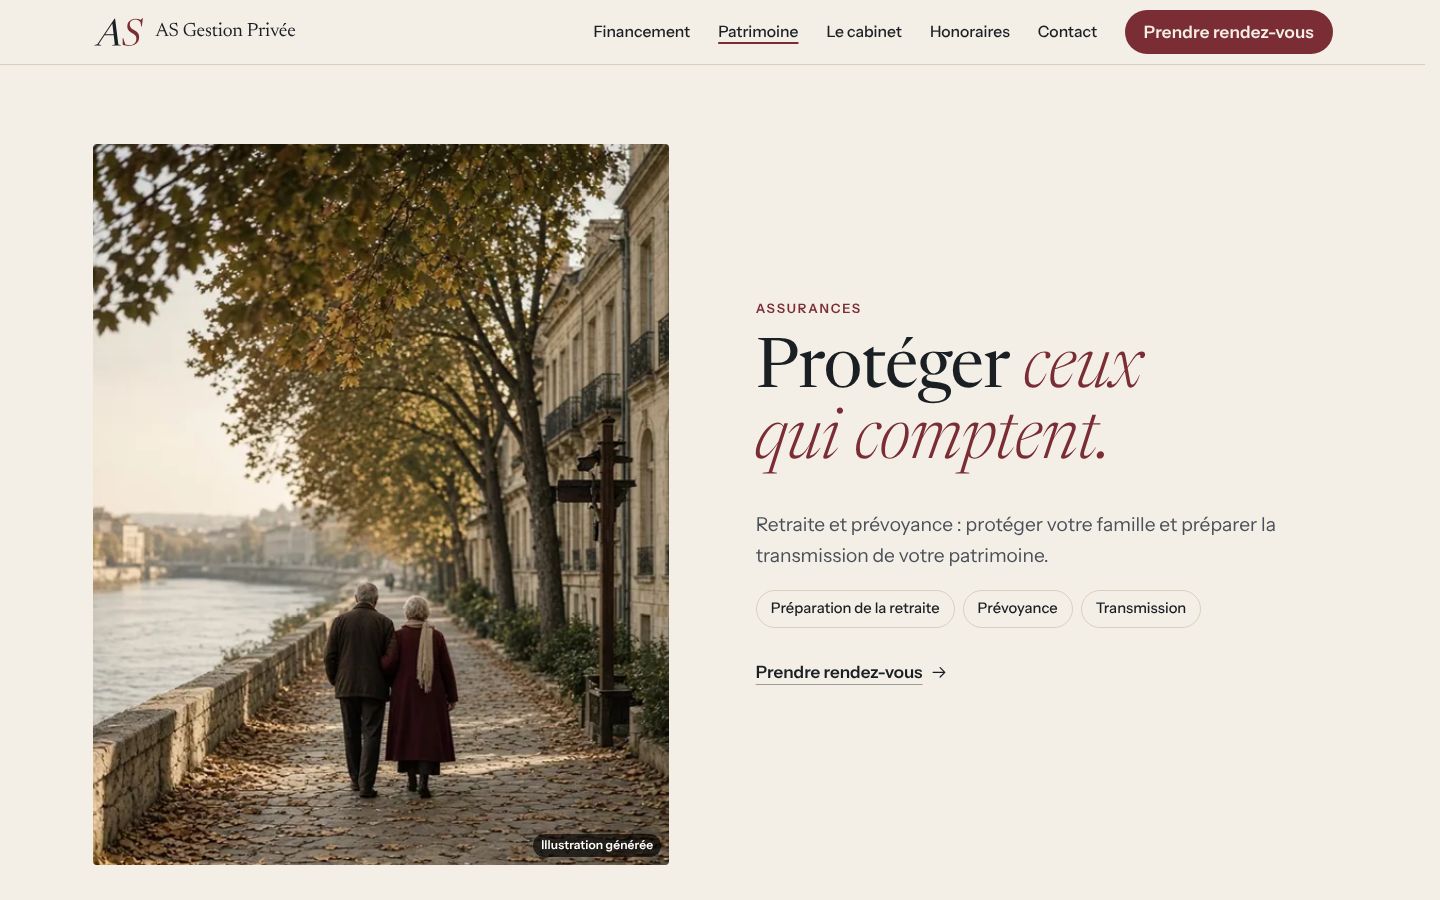 AS AS Gestion Privée
Financement Patrimoine Le cabinet Honoraires Contact Prendre rendez-vous
ASSURANCES
Protéger ceux
qui comptent.
Retraite et prévoyance : protéger votre famille et préparer la
transmission de votre patrimoine.
Préparation de la retraite Prévoyance Transmission
Prendre rendez-vous →
Illustration générée